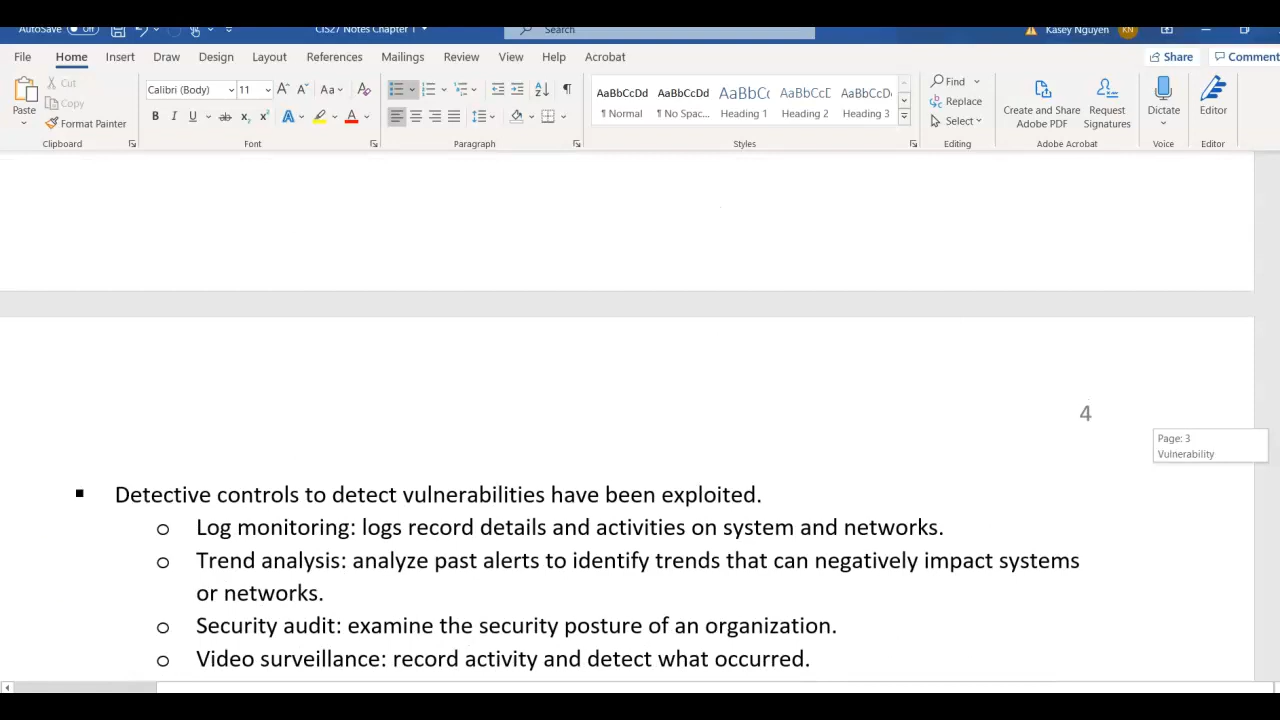 AutoSave Off CIS27 Notes Chapter 1 Search Kasey Nguyen KN
File Home Insert Draw Design Layout References Mailings Review View Help Acrobat Share Comment
Paste
Cut
Copy
Format Painter
Clipboard
Calibri (Body) 11
Font
Paragraph
AaBbCcDd AaBbCcDd AaBbCc AaBbCcD AaBbCcD
¶ Normal ¶ No Spac... Heading 1 Heading 2 Heading 3
Styles
Find
Replace
Select
Editing
Create and Share
Adobe PDF
Request
Signatures
Adobe Acrobat
Dictate
Voice
Editor
Editor
4
Page: 3
Vulnerability
▪ Detective controls to detect vulnerabilities have been exploited.
o Log monitoring: logs record details and activities on system and networks.
o Trend analysis: analyze past alerts to identify trends that can negatively impact systems
or networks.
o Security audit: examine the security posture of an organization.
o Video surveillance: record activity and detect what occurred.